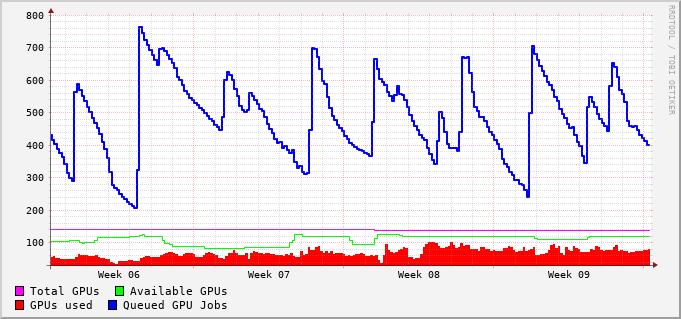 800
700
600
500
400
300
200
100
Week 06 Week 07 Week 08 Week 09
Total GPUs Available GPUs
GPUs used Queued GPU Jobs
RRDTOOL / TOBI OETIKER